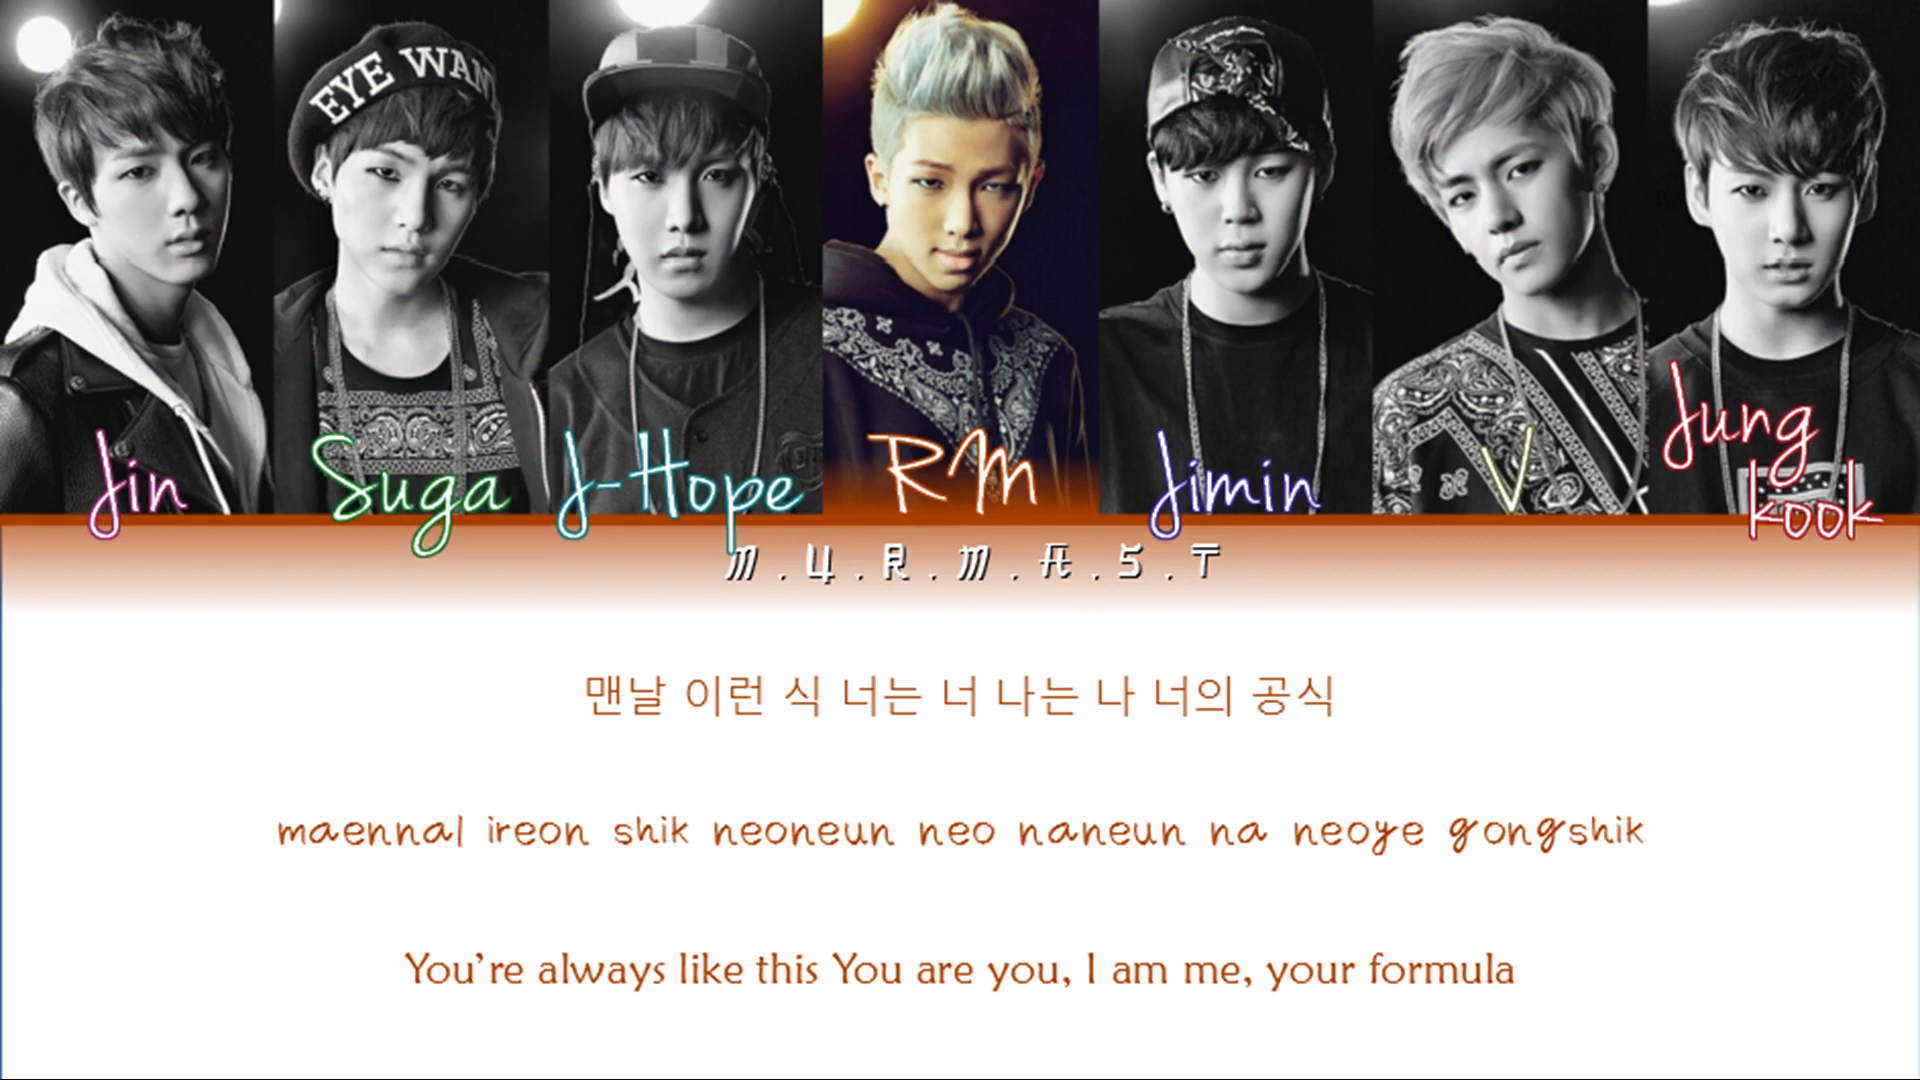 EYE WAN
Jin
Suga
J-Hope
RM
Jimin
V
Jung
kook
M.Y.R.M.A.S.T
맨날 이런 식 너는 너 나는 나 너의 공식
maennal ireon shik neoneun neo naneun na neoye gongshik
You're always like this You are you, I am me, your formula